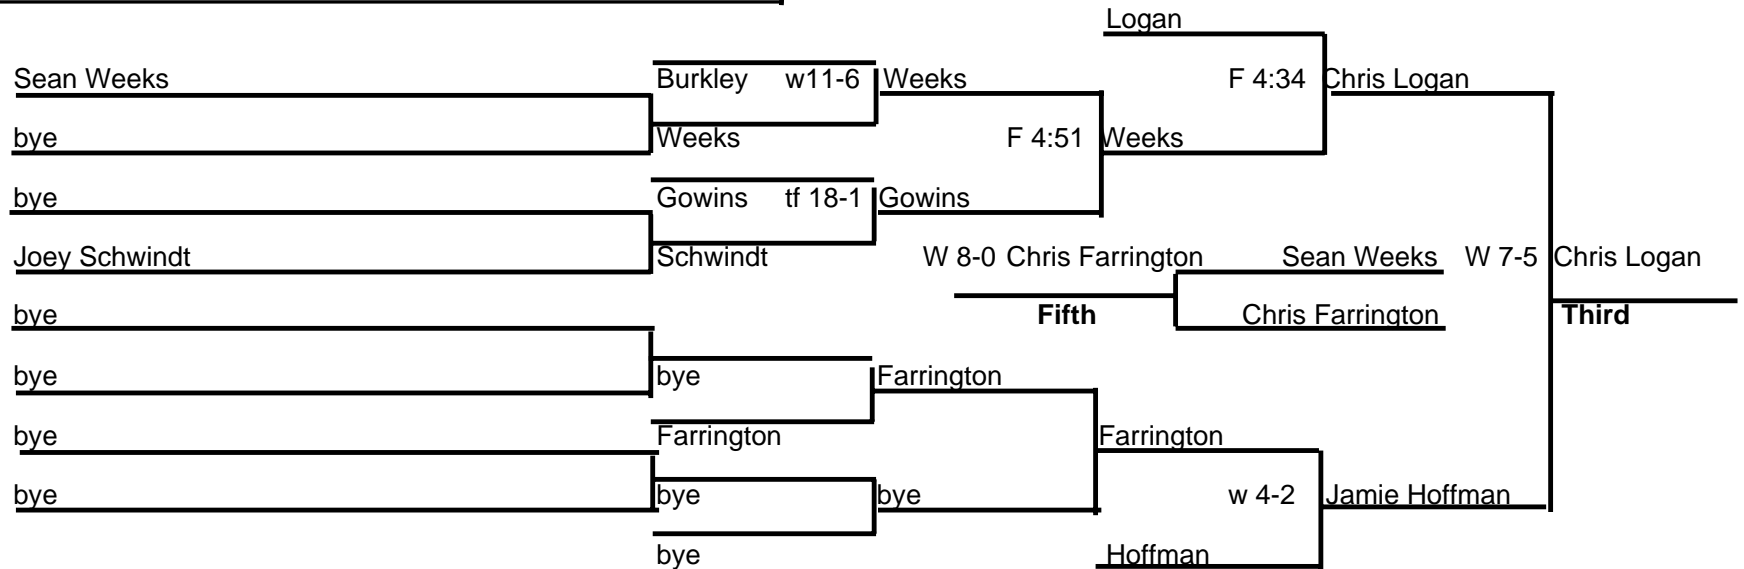 Logan
Sean Weeks Burkley w11-6 Weeks F 4:34 Chris Logan
bye Weeks F 4:51 Weeks
bye Gowins tf 18-1 Gowins
Joey Schwindt Schwindt W 8-0 Chris Farrington Sean Weeks W 7-5 Chris Logan
bye Fifth Chris Farrington Third
bye bye Farrington
bye Farrington Farrington
bye bye bye w 4-2 Jamie Hoffman
bye Hoffman